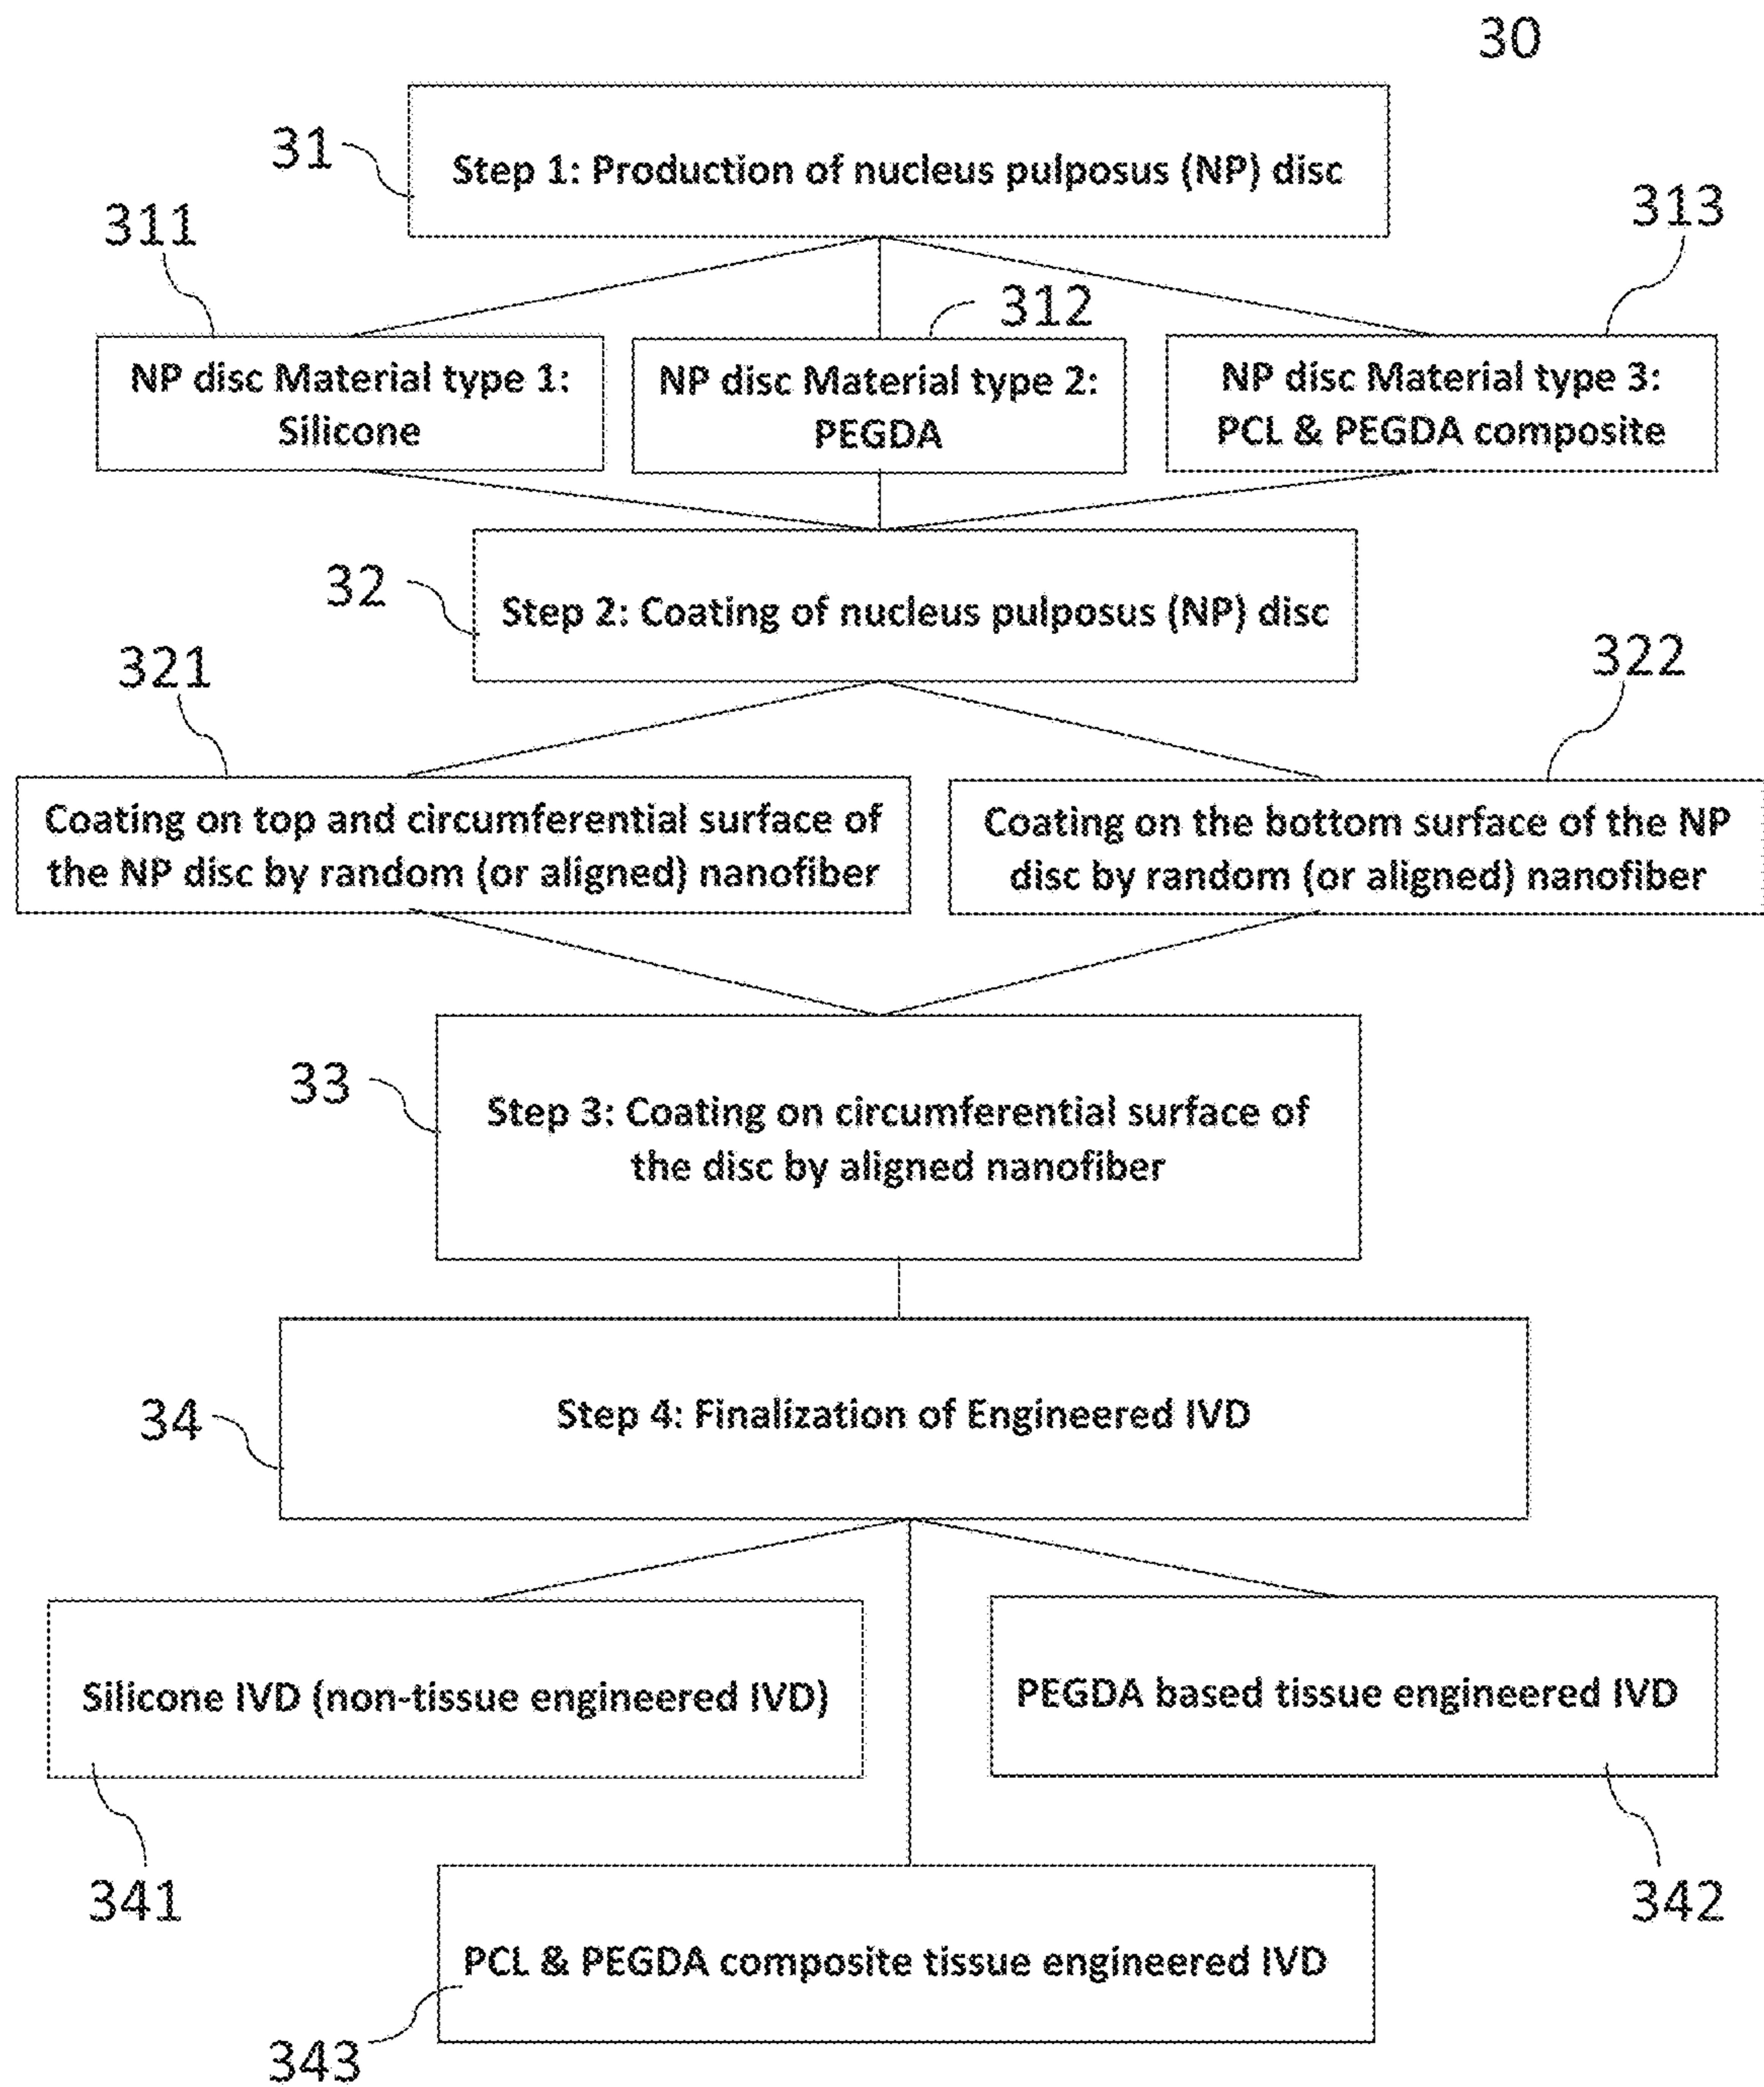 30
31
Step 1: Production of nucleus pulposus (NP) disc
311
312
313
NP disc Material type 1:
Silicone
NP disc Material type 2:
PEGDA
NP disc Material type 3:
PCL & PEGDA composite
32
Step 2: Coating of nucleus pulposus (NP) disc
321
322
Coating on top and circumferential surface of
the NP disc by random (or aligned) nanofiber
Coating on the bottom surface of the NP
disc by random (or aligned) nanofiber
33
Step 3: Coating on circumferential surface of
the disc by aligned nanofiber
34
Step 4: Finalization of Engineered IVD
Silicone IVD (non-tissue engineered IVD)
PEGDA based tissue engineered IVD
341
342
PCL & PEGDA composite tissue engineered IVD
343